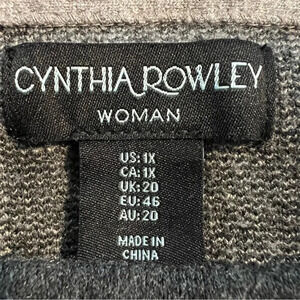 CYNTHIA ROWLEY
WOMAN
US: 1X
CA: 1X
UK: 20
EU: 46
AU: 20
MADE IN
CHINA